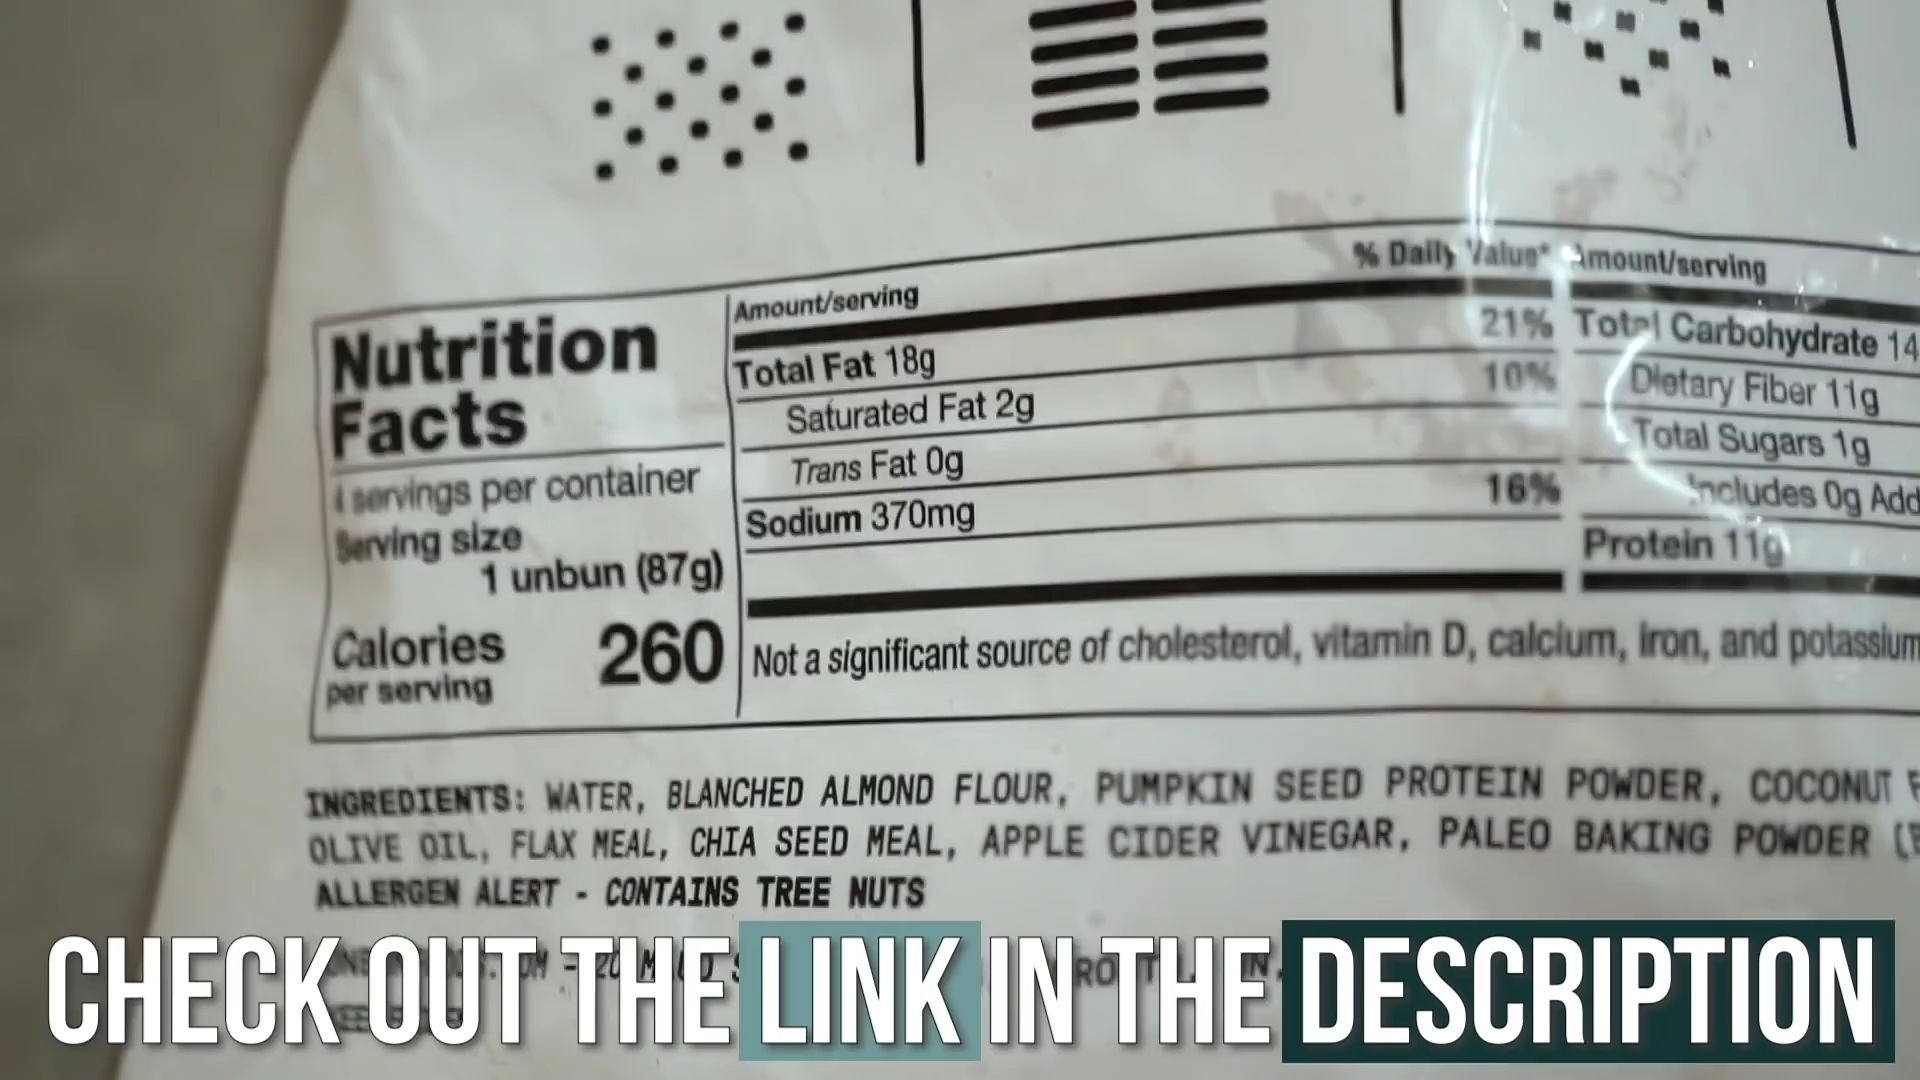 Nutrition
Facts
4 servings per container
Serving size
1 unbun (87g)
Calories
per serving
260
Amount/serving
% Daily Value*
Total Fat 18g
21%
Saturated Fat 2g
10%
Trans Fat 0g
Sodium 370mg
16%
Amount/serving
Total Carbohydrate 14
Dietary Fiber 11g
Total Sugars 1g
Includes 0g Add
Protein 11g
Not a significant source of cholesterol, vitamin D, calcium, iron, and potassium
INGREDIENTS: WATER, BLANCHED ALMOND FLOUR, PUMPKIN SEED PROTEIN POWDER, COCONUT
OLIVE OIL, FLAX MEAL, CHIA SEED MEAL, APPLE CIDER VINEGAR, PALEO BAKING POWDER
ALLERGEN ALERT - CONTAINS TREE NUTS
CHECK OUT THE LINK IN THE DESCRIPTION